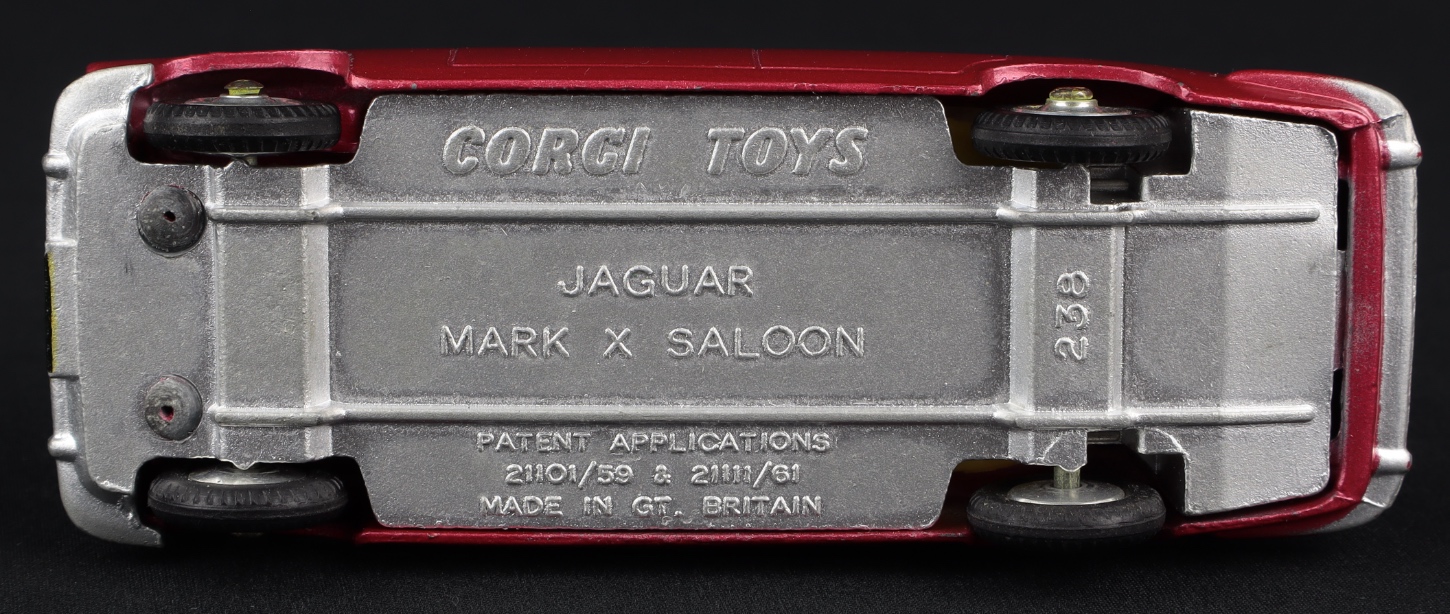 CORGI TOYS
JAGUAR
MARK X SALOON
238
PATENT APPLICATIONS
21101/59 & 21111/61
MADE IN GT. BRITAIN